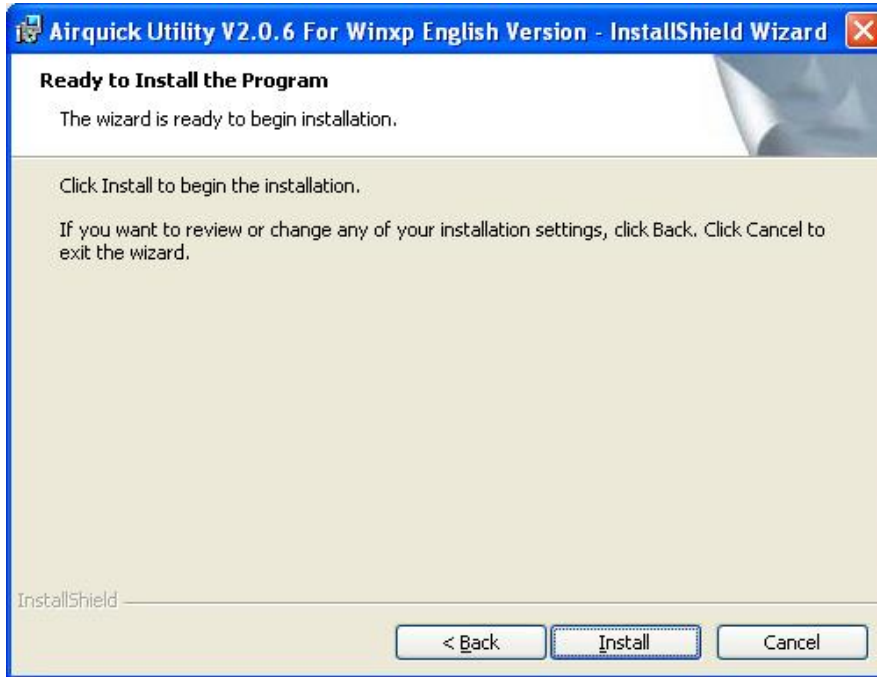 Airquick Utility V2.0.6 For Winxp English Version - InstallShield Wizard
Ready to Install the Program
The wizard is ready to begin installation.
Click Install to begin the installation.
If you want to review or change any of your installation settings, click Back. Click Cancel to
exit the wizard.
InstallShield
< Back
Install
Cancel